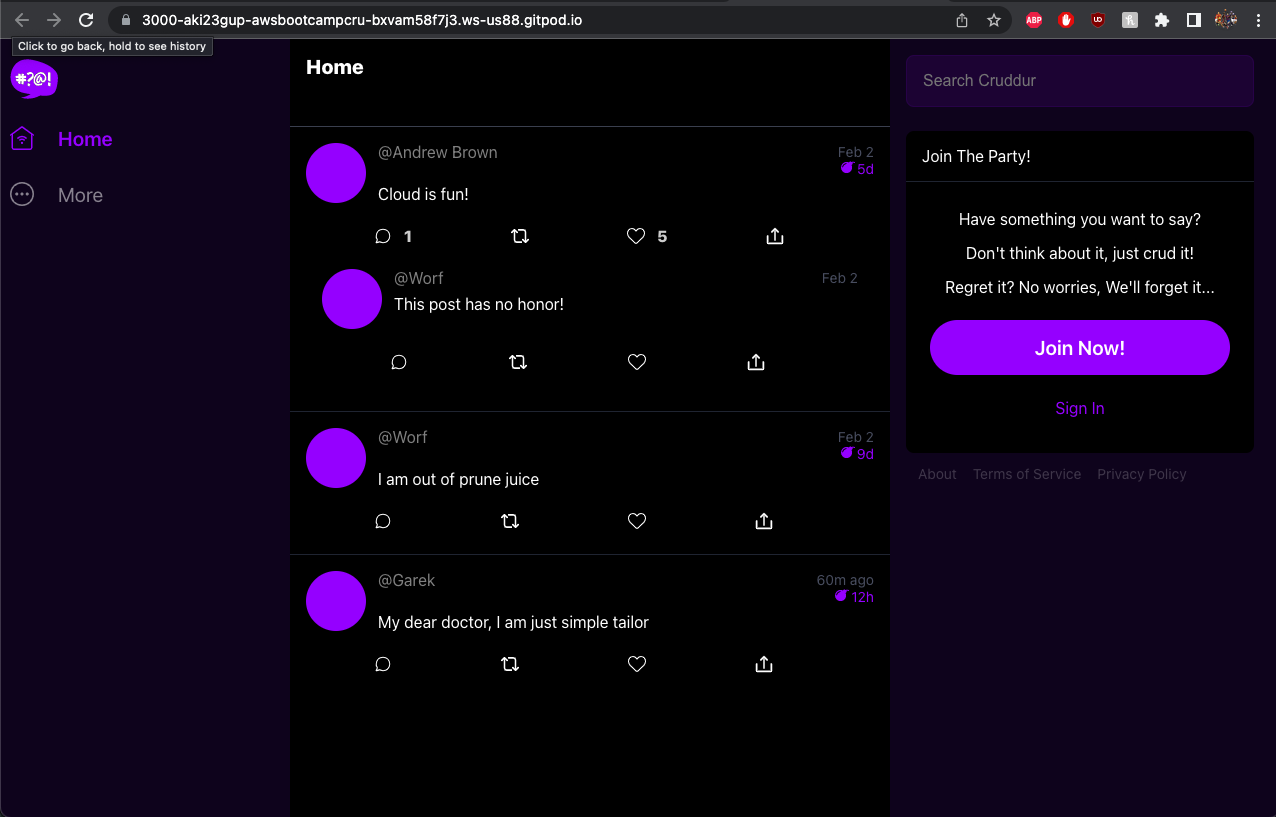 3000-aki23gup-awsbootcampcru-bxvam58f7j3.ws-us88.gitpod.io
ABP
UD
Click to go back, hold to see history
#?@!
Home
More
Home
@Andrew Brown
Feb 2
5d
Cloud is fun!
1
5
@Worf
Feb 2
This post has no honor!
@Worf
Feb 2
9d
I am out of prune juice
@Garek
60m ago
12h
My dear doctor, I am just simple tailor
Search Cruddur
Join The Party!
Have something you want to say?
Don't think about it, just crud it!
Regret it? No worries, We'll forget it...
Join Now!
Sign In
About Terms of Service Privacy Policy